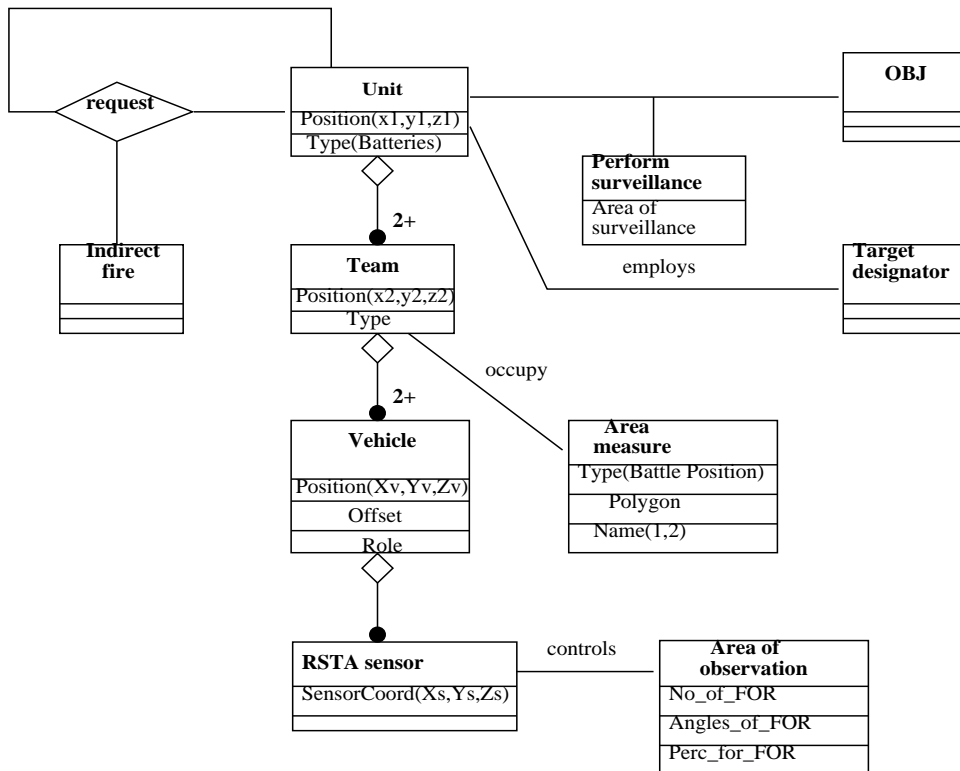 OBJ
Unit
request
Position(x1,y1,z1)
Type(Batteries)
Perform
surveillance
Area of
surveillance
2+
Indirect
fire
Team
employs
Target
designator
Position(x2,y2,z2)
Type
occupy
2+
Vehicle
Area
measure
Type(Battle Position)
Position(Xv,Yv,Zv)
Polygon
Offset
Name(1,2)
Role
RSTA sensor
controls
Area of
observation
SensorCoord(Xs,Ys,Zs)
No_of_FOR
Angles_of_FOR
Perc_for_FOR